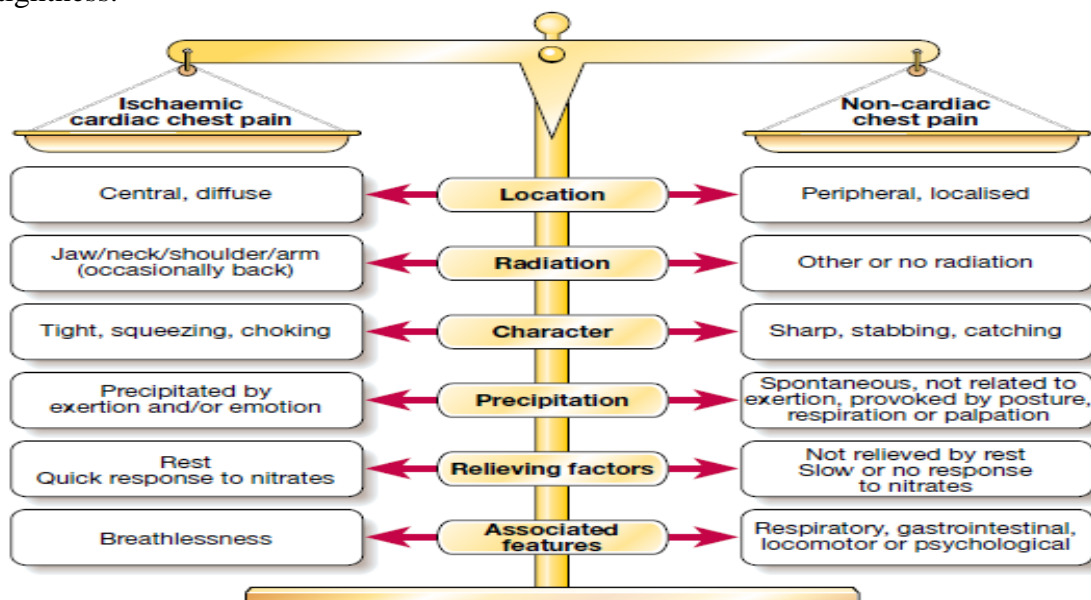 Ischaemic
cardiac chest pain
Non-cardiac
chest pain
Central, diffuse
Location
Peripheral, localised
Jaw/neck/shoulder/arm
(occasionally back)
Radiation
Other or no radiation
Tight, squeezing, choking
Character
Sharp, stabbing, catching
Precipitated by
exertion and/or emotion
Precipitation
Spontaneous, not related to
exertion, provoked by posture,
respiration or palpation
Rest
Quick response to nitrates
Relieving factors
Not relieved by rest
Slow or no response
to nitrates
Breathlessness
Associated
features
Respiratory, gastrointestinal,
locomotor or psychological